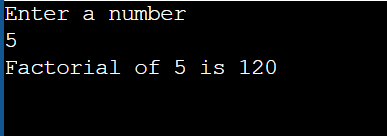 Enter a number
5
Factorial of 5 is 120